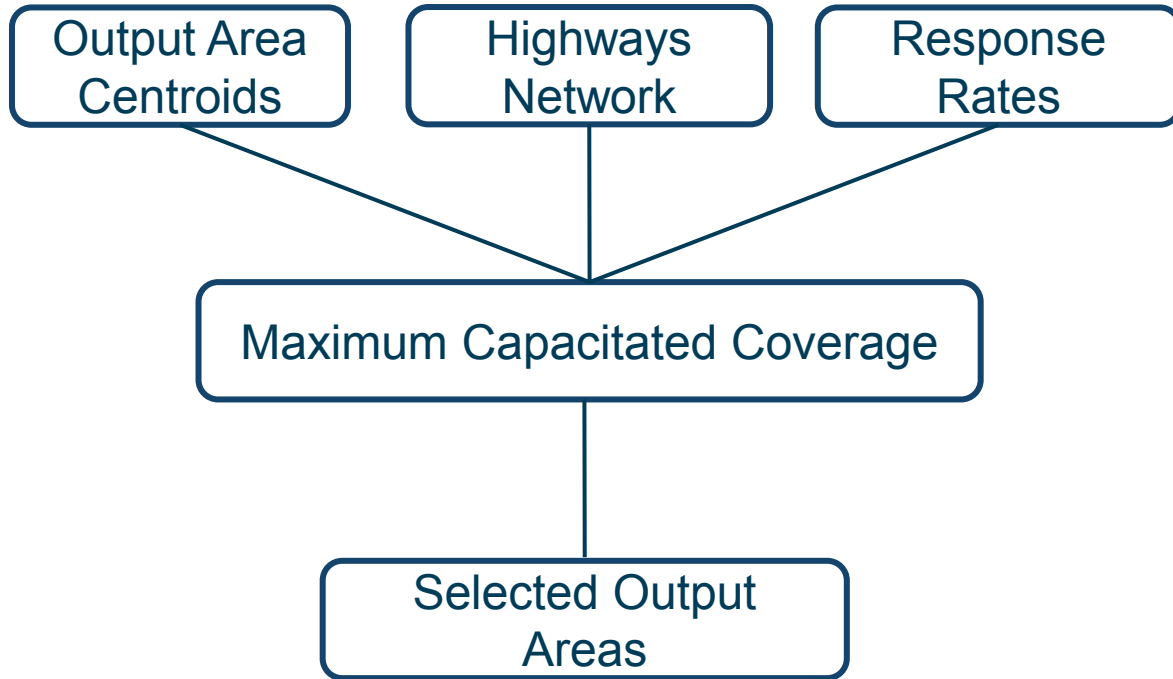 Output Area
Centroids
Highways
Network
Response
Rates
Maximum Capacitated Coverage
Selected Output
Areas